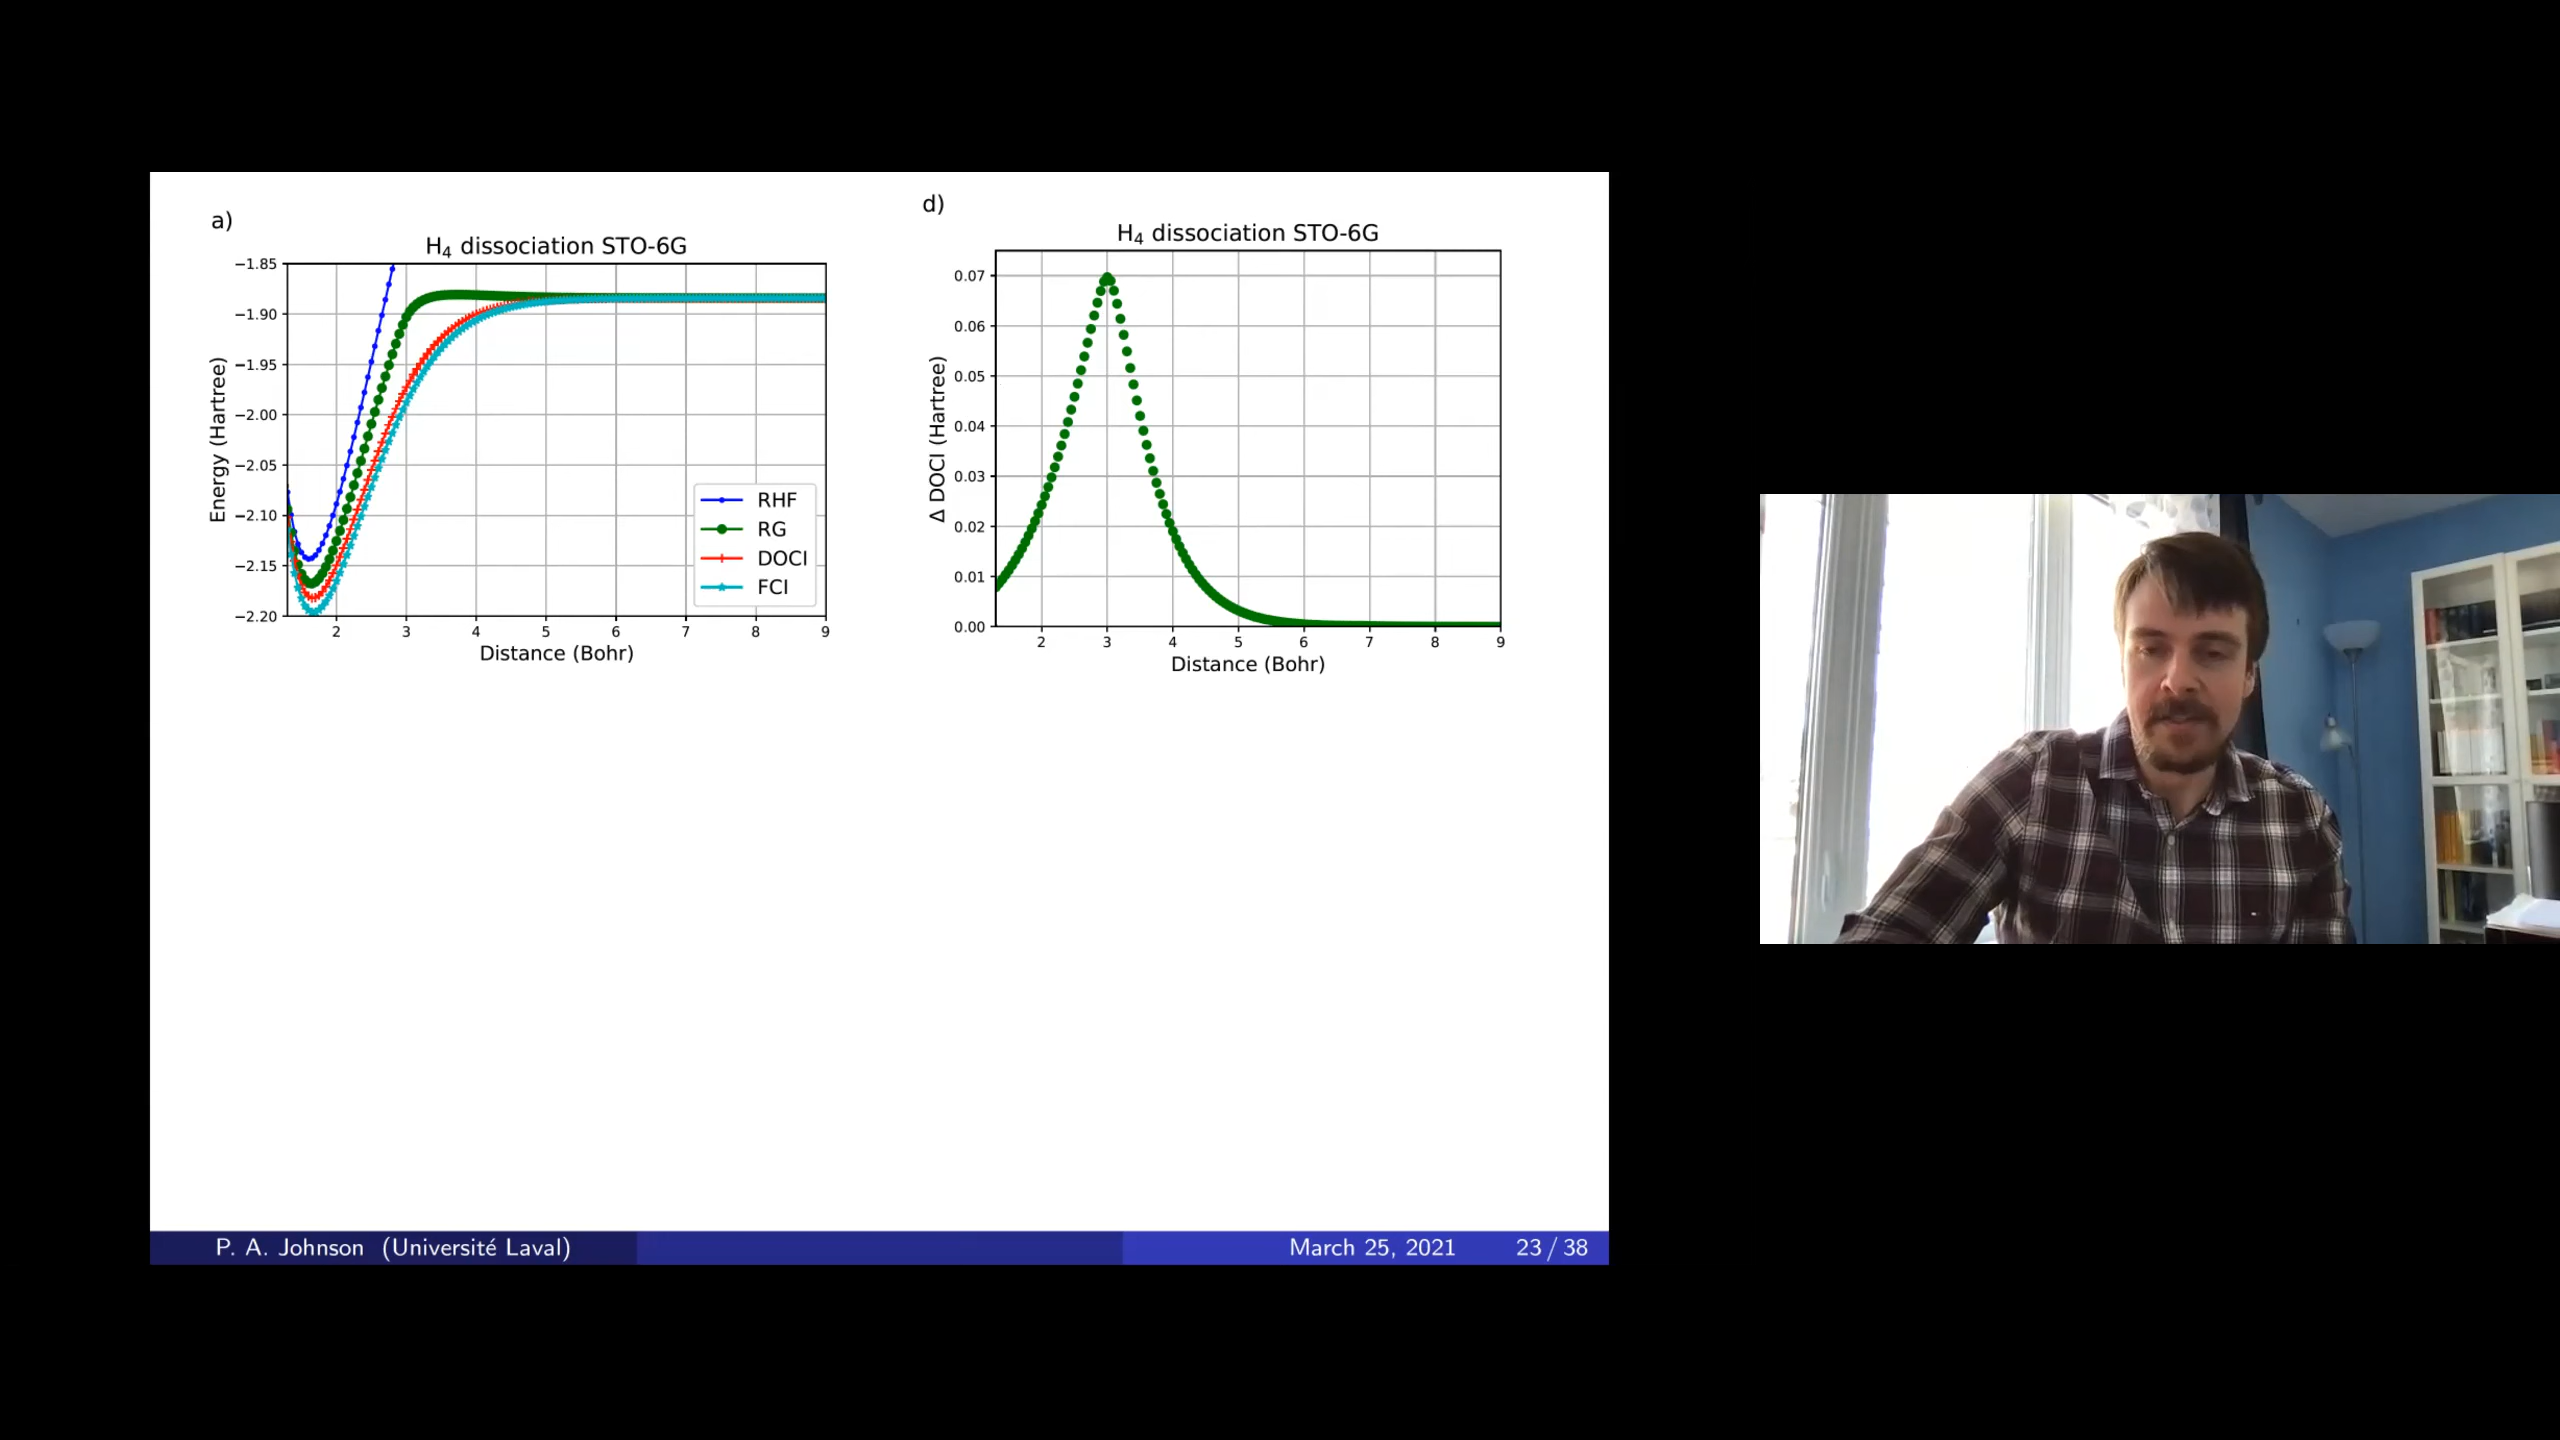 a)
H₄ dissociation STO-6G
Energy (Hartree)
−1.85
−1.90
−1.95
−2.00
−2.05
−2.10
−2.15
−2.20
RHF
RG
DOCI
FCI
2 3 4 5 6 7 8 9
Distance (Bohr)
d)
H₄ dissociation STO-6G
Δ DOCI (Hartree)
0.07
0.06
0.05
0.04
0.03
0.02
0.01
0.00
2 3 4 5 6 7 8 9
Distance (Bohr)
P. A. Johnson (Université Laval) March 25, 2021 23 / 38